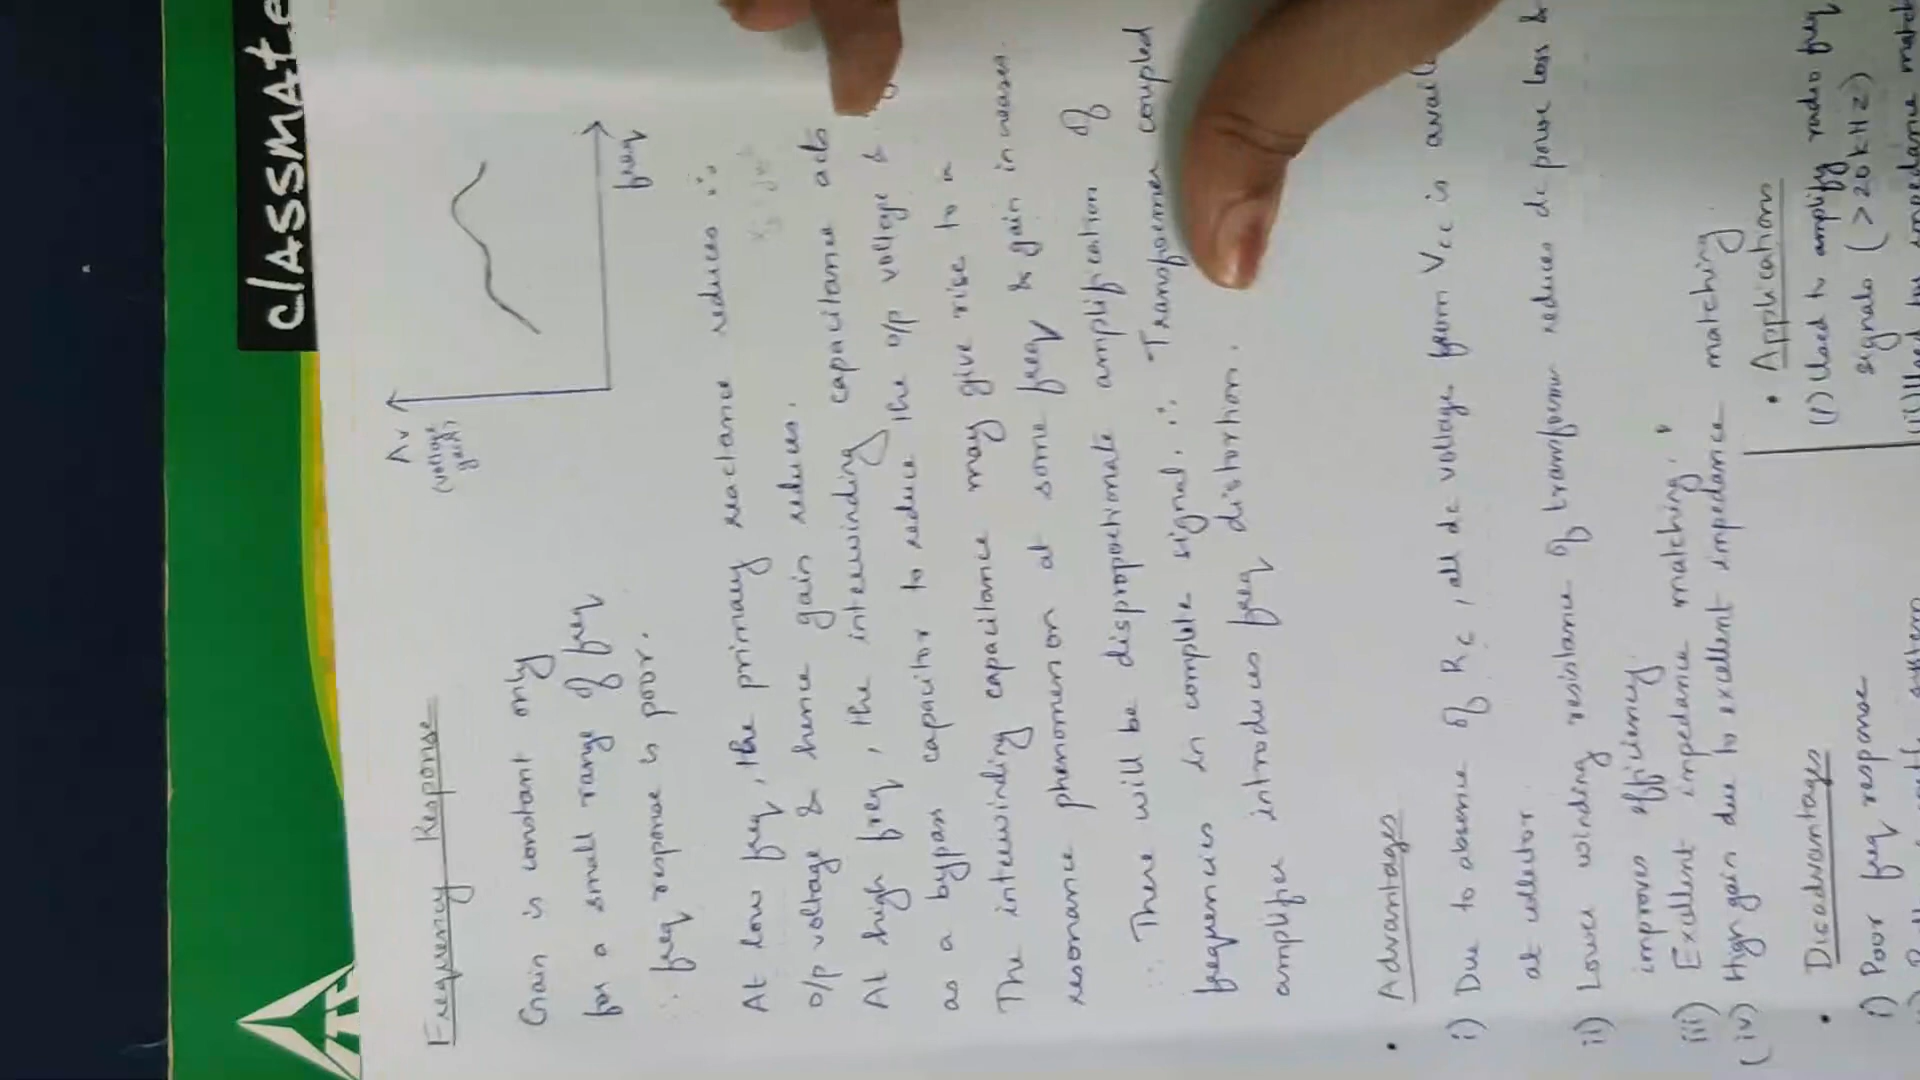 classmate
Frequency Response
Av
(voltage
gain)
freq
Gain is constant only
for a small range of freq
∴ freq response is poor.
At low freq, the primary reactance reduces ∵
o/p voltage & hence gain reduces.
At high freq, the interwinding capacitance acts
as a bypass capacitor to reduce the o/p voltage &
The interwinding capacitance may give rise to a
resonance phenomenon at some freq & gain increases.
∴ There will be disproportionate amplification of
frequencies in complete signal. ∴ Transformer coupled
amplifier introduces freq distortion.
• Advantages
i) Due to absence of Rc, all dc voltage from Vcc is
at collector.
ii) Lower winding resistance of transformer reduces dc power loss &
improves efficiency.
iii) Excellent impedance matching.
(iv) High gain due to excellent impedance matching
• Disadvantages
i) Poor freq response
• Application
(i) Used to amplify radio freq
signals (>20kHz)
(ii) Used for impedance